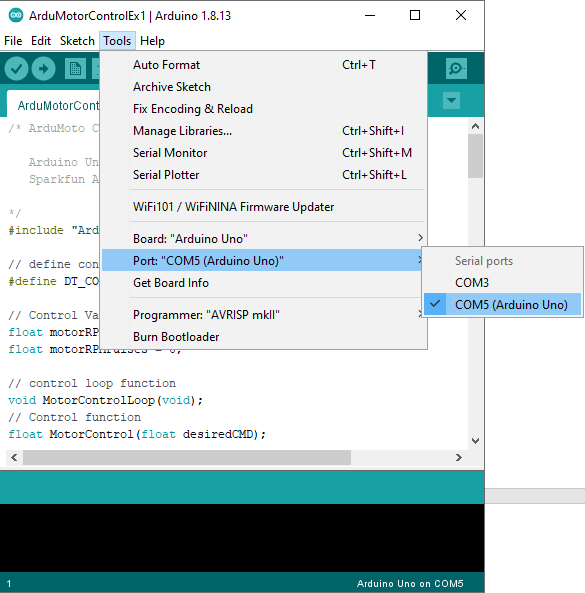 ArduMotorControlEx1 | Arduino 1.8.13
File Edit Sketch Tools Help
ArduMotorCont
Auto Format Ctrl+T
Archive Sketch
Fix Encoding & Reload
Manage Libraries... Ctrl+Shift+I
Serial Monitor Ctrl+Shift+M
Serial Plotter Ctrl+Shift+L
WiFi101 / WiFiNINA Firmware Updater
Board: "Arduino Uno"
Port: "COM5 (Arduino Uno)"
Get Board Info
Programmer: "AVRISP mkII"
Burn Bootloader
Serial ports
COM3
COM5 (Arduino Uno)
/* ArduMoto C
Arduino Un
Sparkfun A
*/
#include "Ard
// define con
#define DT_CO
// Control Va
float motorRP
float motorRPMPulses = 0;
// control loop function
void MotorControlLoop(void);
// Control function
float MotorControl(float desiredCMD);
1
Arduino Uno on COM5